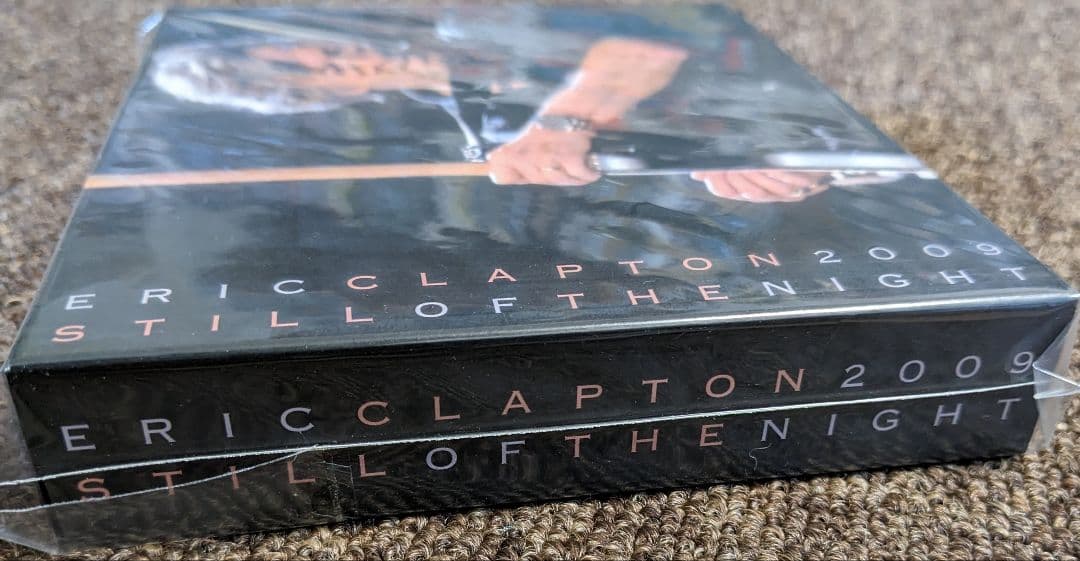 ERIC CLAPTON 2009
STILL OF THE NIGHT
ERIC CLAPTON 2009
STILL OF THE NIGHT